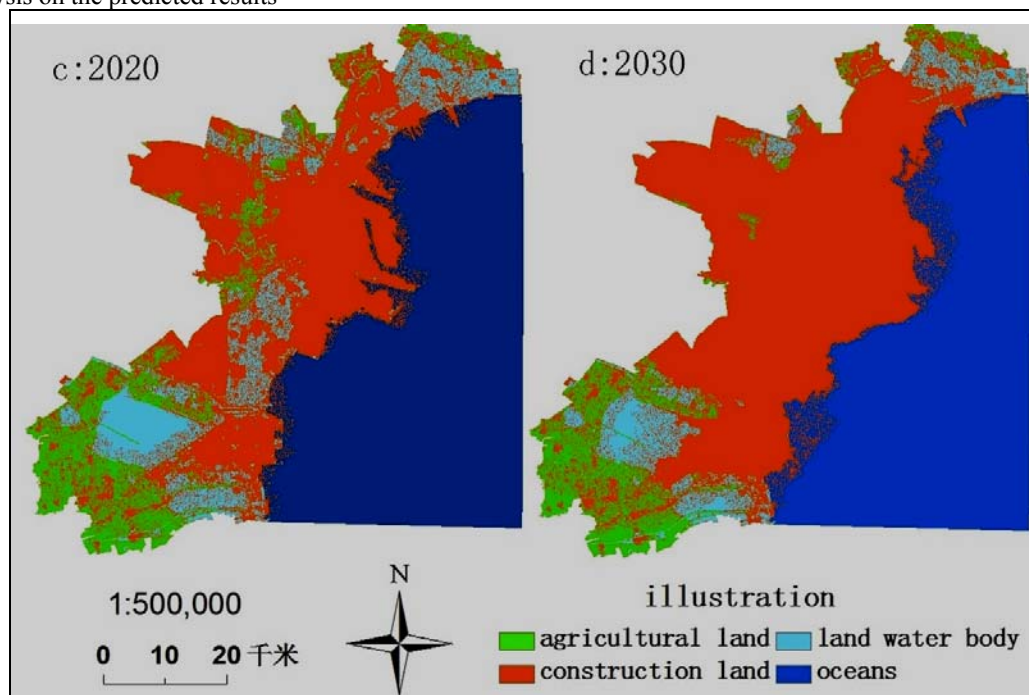 ysis on the predicted results
c:2020
d:2030
N
1:500,000
0 10 20 千米
illustration
agricultural land
land water body
construction land
oceans